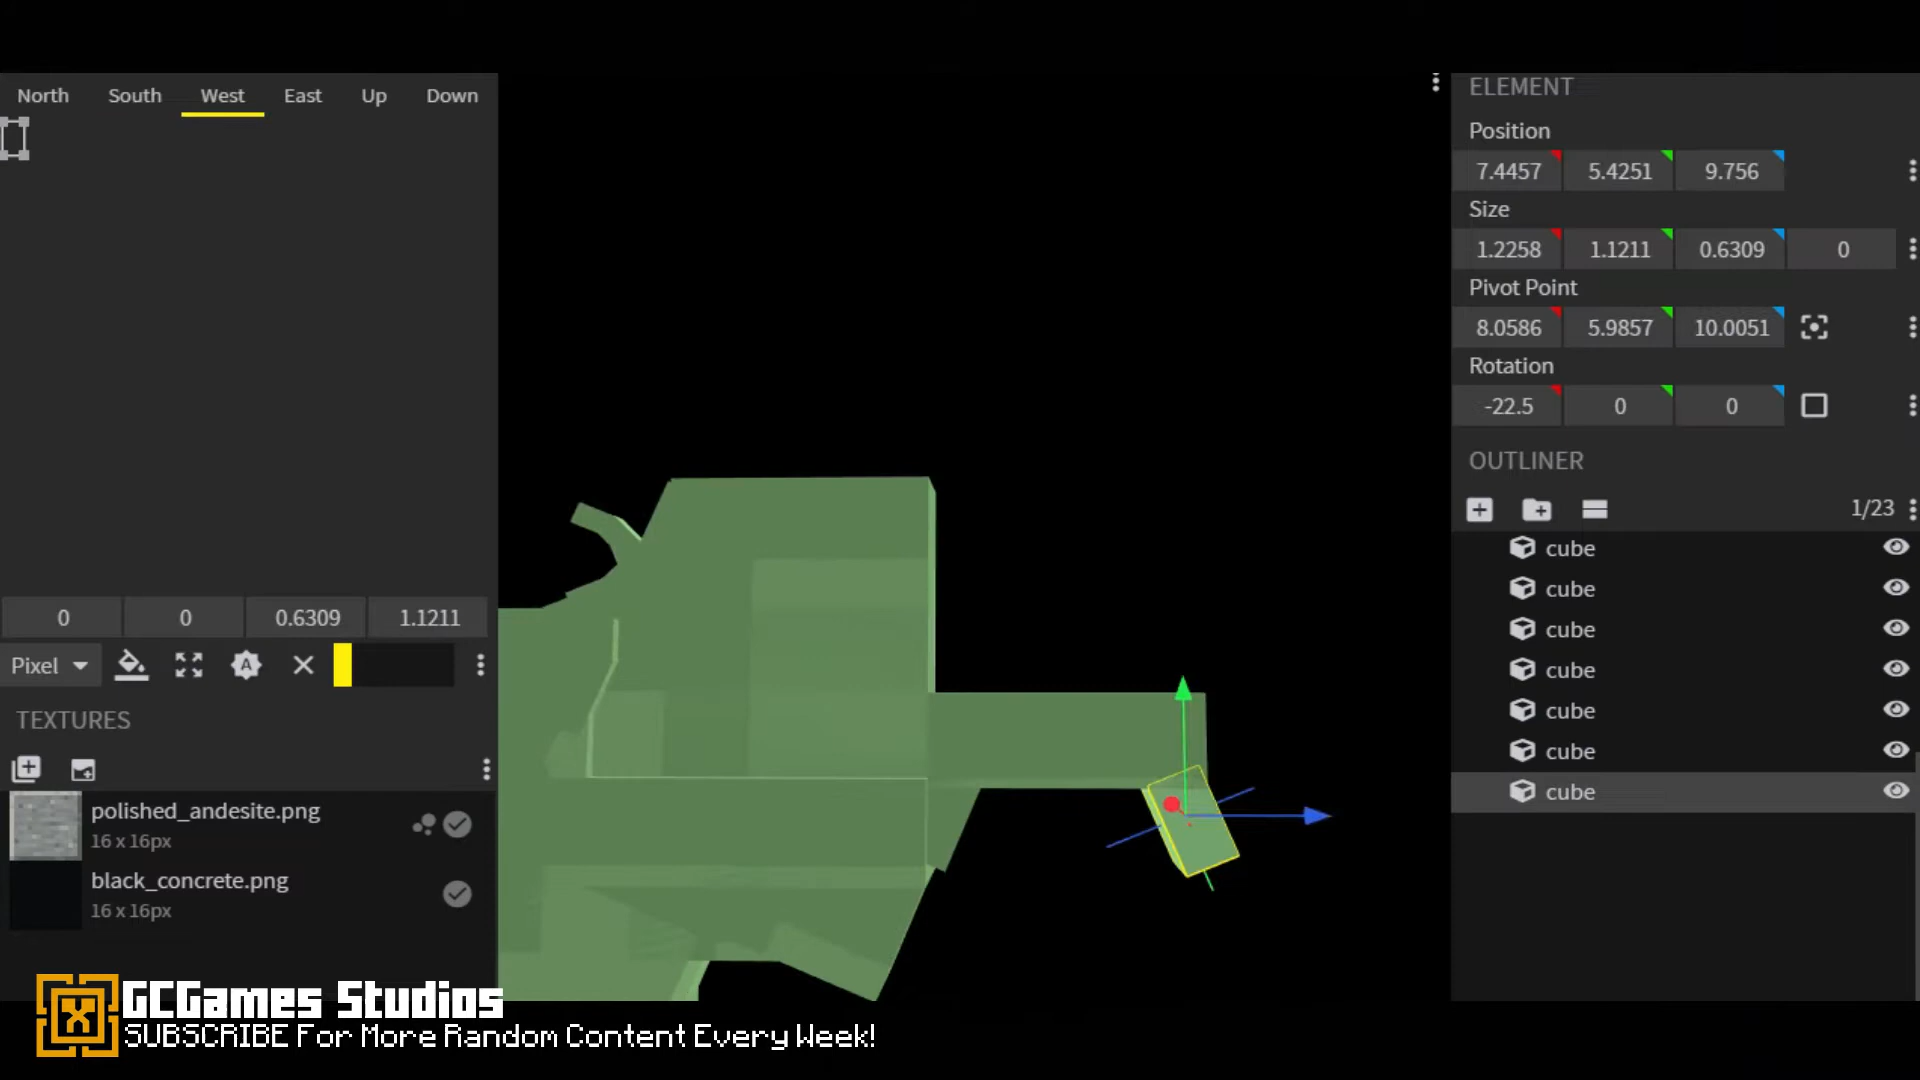 North South West East Up Down
0 0 0.6309 1.1211
Pixel
TEXTURES
polished_andesite.png
16 x 16px
black_concrete.png
16 x 16px
ELEMENT
Position
7.4457 5.4251 9.756
Size
1.2258 1.1211 0.6309 0
Pivot Point
8.0586 5.9857 10.0051
Rotation
-22.5 0 0
OUTLINER
1/23
cube
cube
cube
cube
cube
cube
cube
GCGames Studios
SUBSCRIBE For More Random Content Every Week!